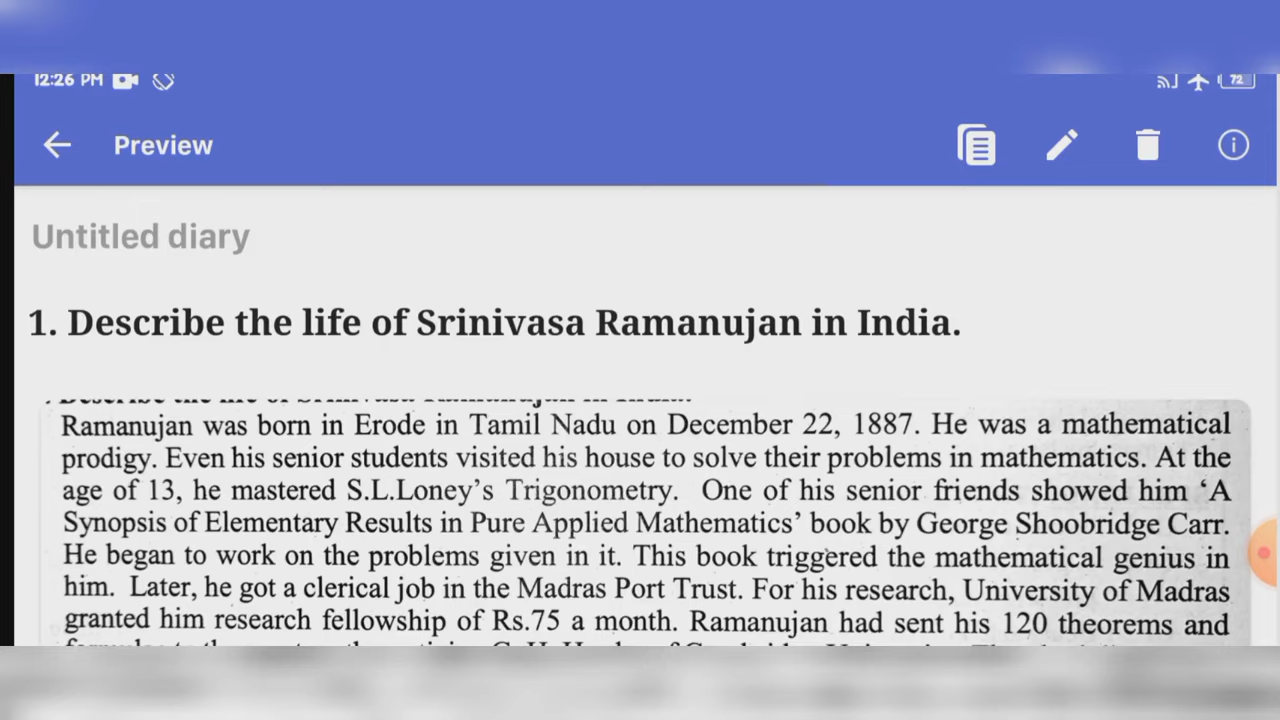 12:26 PM
72
Preview
Untitled diary
1. Describe the life of Srinivasa Ramanujan in India.
Ramanujan was born in Erode in Tamil Nadu on December 22, 1887. He was a mathematical
prodigy. Even his senior students visited his house to solve their problems in mathematics. At the
age of 13, he mastered S.L.Loney's Trigonometry. One of his senior friends showed him ‘A
Synopsis of Elementary Results in Pure Applied Mathematics’ book by George Shoobridge Carr.
He began to work on the problems given in it. This book triggered the mathematical genius in
him. Later, he got a clerical job in the Madras Port Trust. For his research, University of Madras
granted him research fellowship of Rs.75 a month. Ramanujan had sent his 120 theorems and